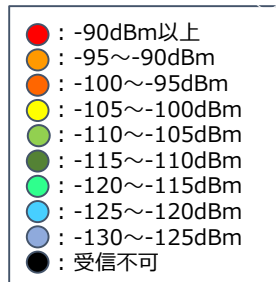 ：-90dBm以上
：-95～-90dBm
：-100～-95dBm
：-105～-100dBm
：-110～-105dBm
：-115～-110dBm
：-120～-115dBm
：-125～-120dBm
：-130～-125dBm
：受信不可